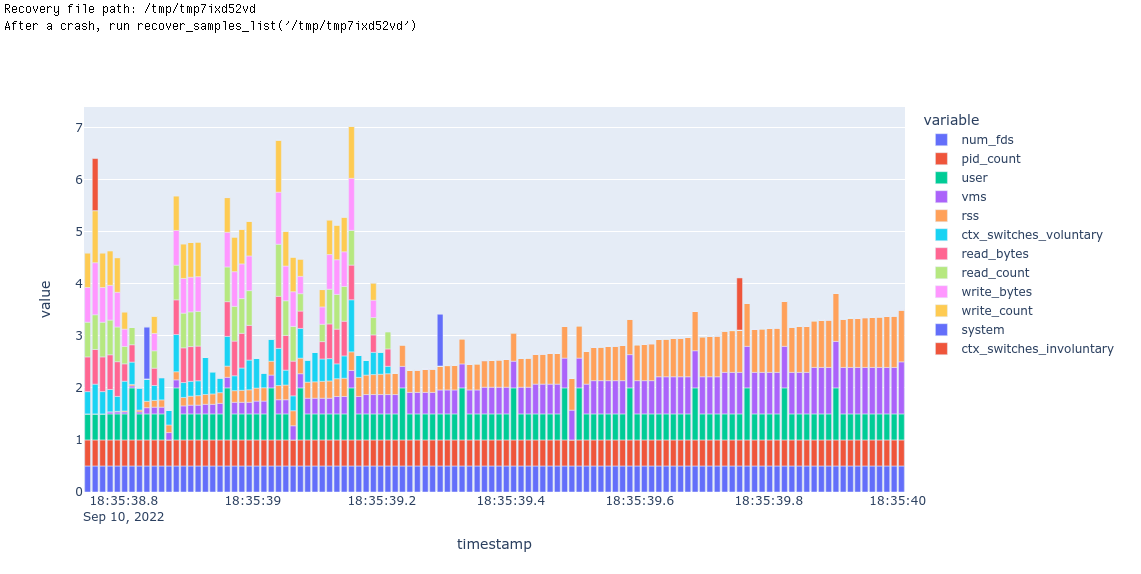 Recovery file path: /tmp/tmp7ixd52vd
After a crash, run recover_samples_list('/tmp/tmp7ixd52vd')
variable
num_fds
pid_count
user
vms
rss
ctx_switches_voluntary
read_bytes
read_count
write_bytes
write_count
system
ctx_switches_involuntary
value
7
6
5
4
3
2
1
0
18:35:38.8 18:35:39 18:35:39.2 18:35:39.4 18:35:39.6 18:35:39.8 18:35:40
Sep 10, 2022
timestamp